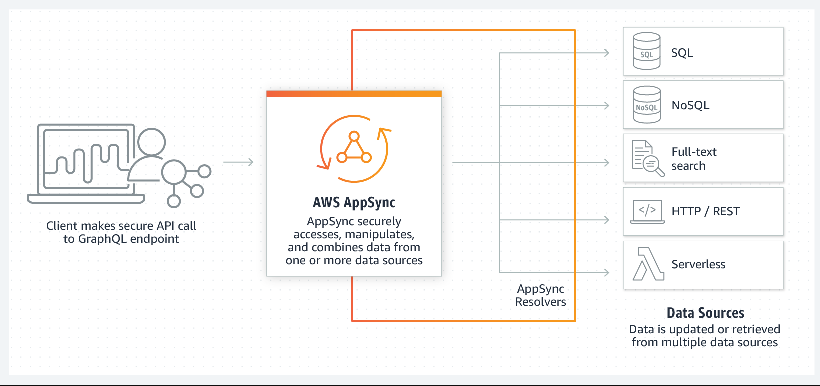 Client makes secure API call
to GraphQL endpoint
AWS AppSync
AppSync securely
accesses, manipulates,
and combines data from
one or more data sources
AppSync
Resolvers
SQL
SQL
NoSQL
NoSQL
Full-text
search
</>
HTTP / REST
Serverless
Data Sources
Data is updated or retrieved
from multiple data sources